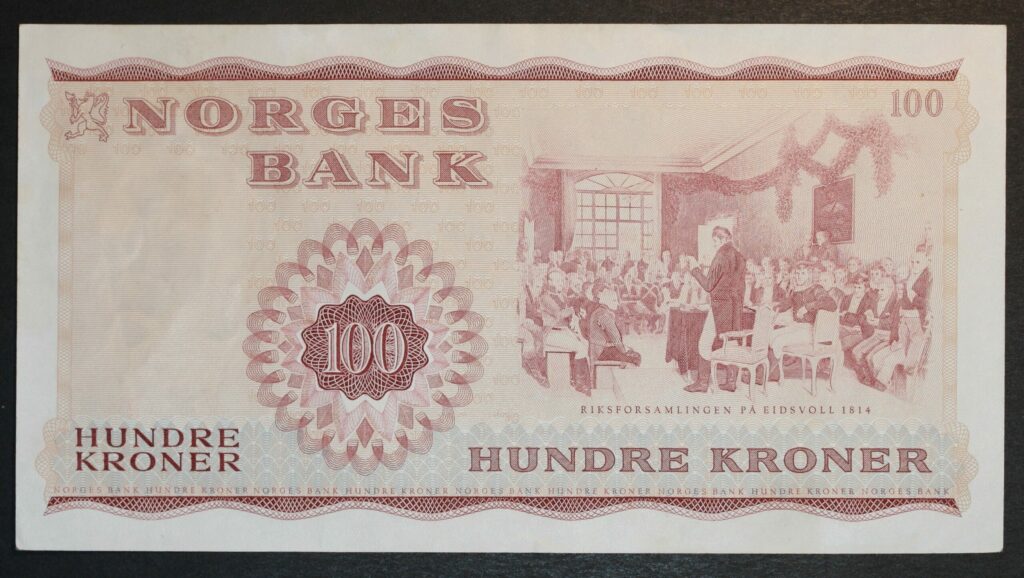 NORGES
BANK
100
100
RIKSFORSAMLINGEN PÅ EIDSVOLL 1814
HUNDRE
KRONER
HUNDRE KRONER
NORGES BANK HUNDRE KRONER NORGES BANK HUNDRE KRONER NORGES BANK HUNDRE KRONER NORGES BANK HUNDRE KRONER NORGES BANK